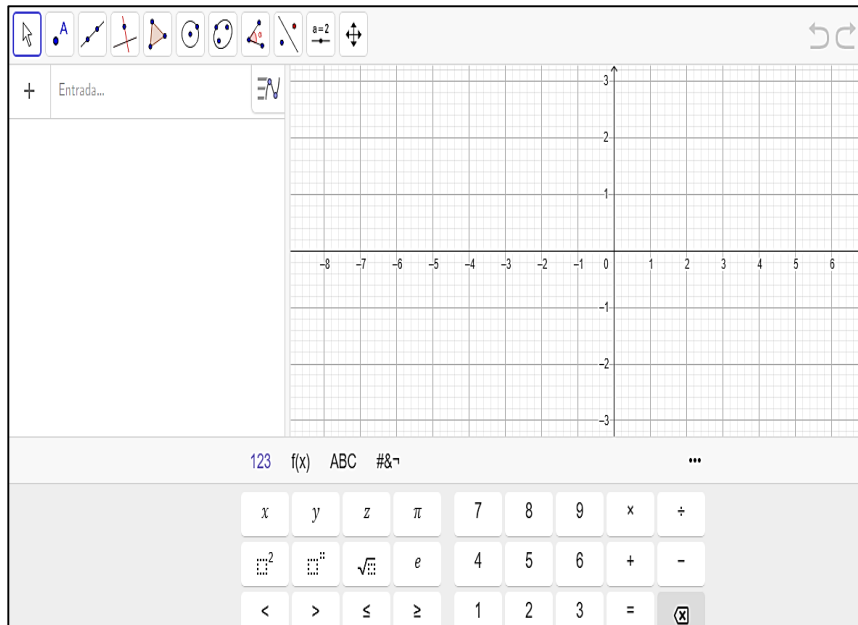 A
α
a=2
+ Entrada...
3
2
1
–8 –7 –6 –5 –4 –3 –2 –1 0 1 2 3 4 5 6
–1
–2
–3
123 f(x) ABC #&¬ •••
x y z π 7 8 9 × ÷
2 √ e 4 5 6 + −
< > ≤ ≥ 1 2 3 =